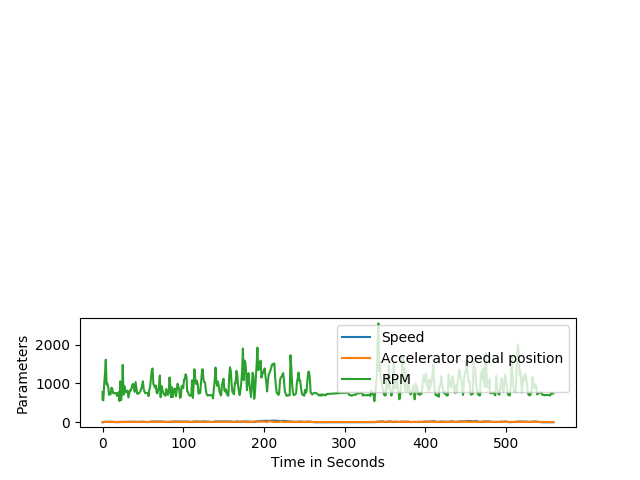 Parameters
2000
1000
0
Speed
Accelerator pedal position
RPM
0 100 200 300 400 500
Time in Seconds